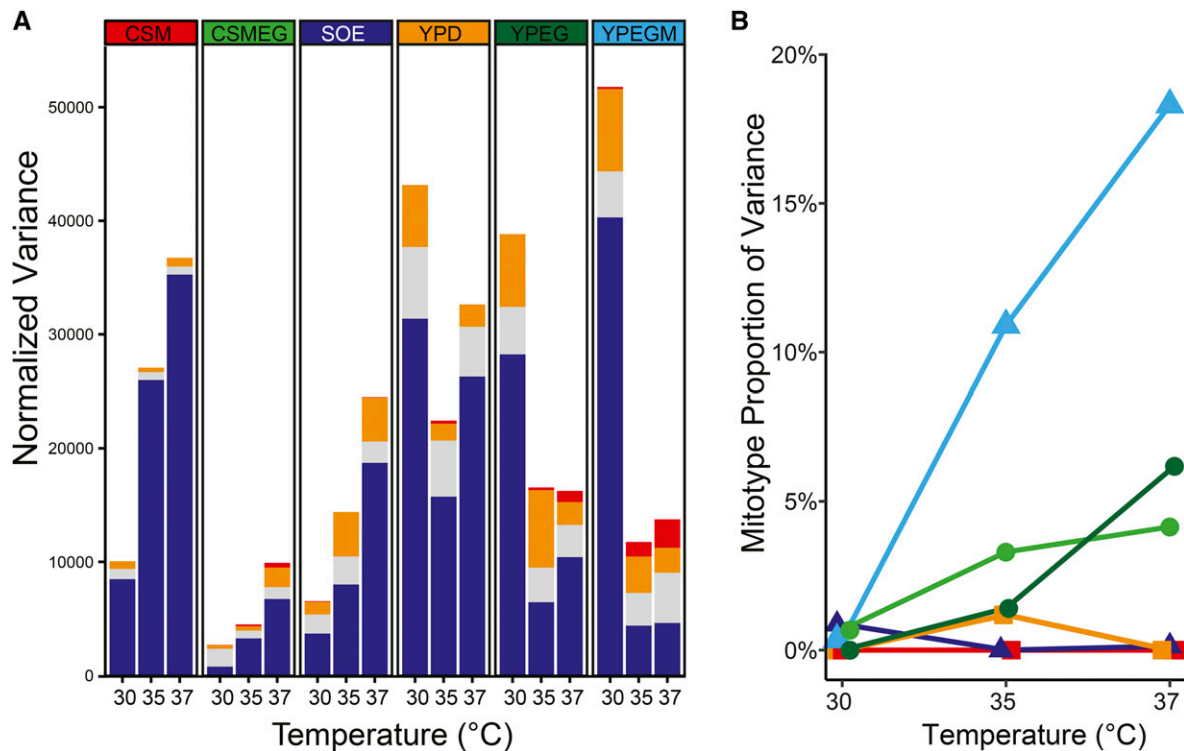 A
CSM CSMEG SOE YPD YPEG YPEGM
Normalized Variance
50000
40000
30000
20000
10000
0
30 35 37 30 35 37 30 35 37 30 35 37 30 35 37 30 35 37
Temperature (°C)
B
Mitotype Proportion of Variance
20%
15%
10%
5%
0%
30 35 37
Temperature (°C)